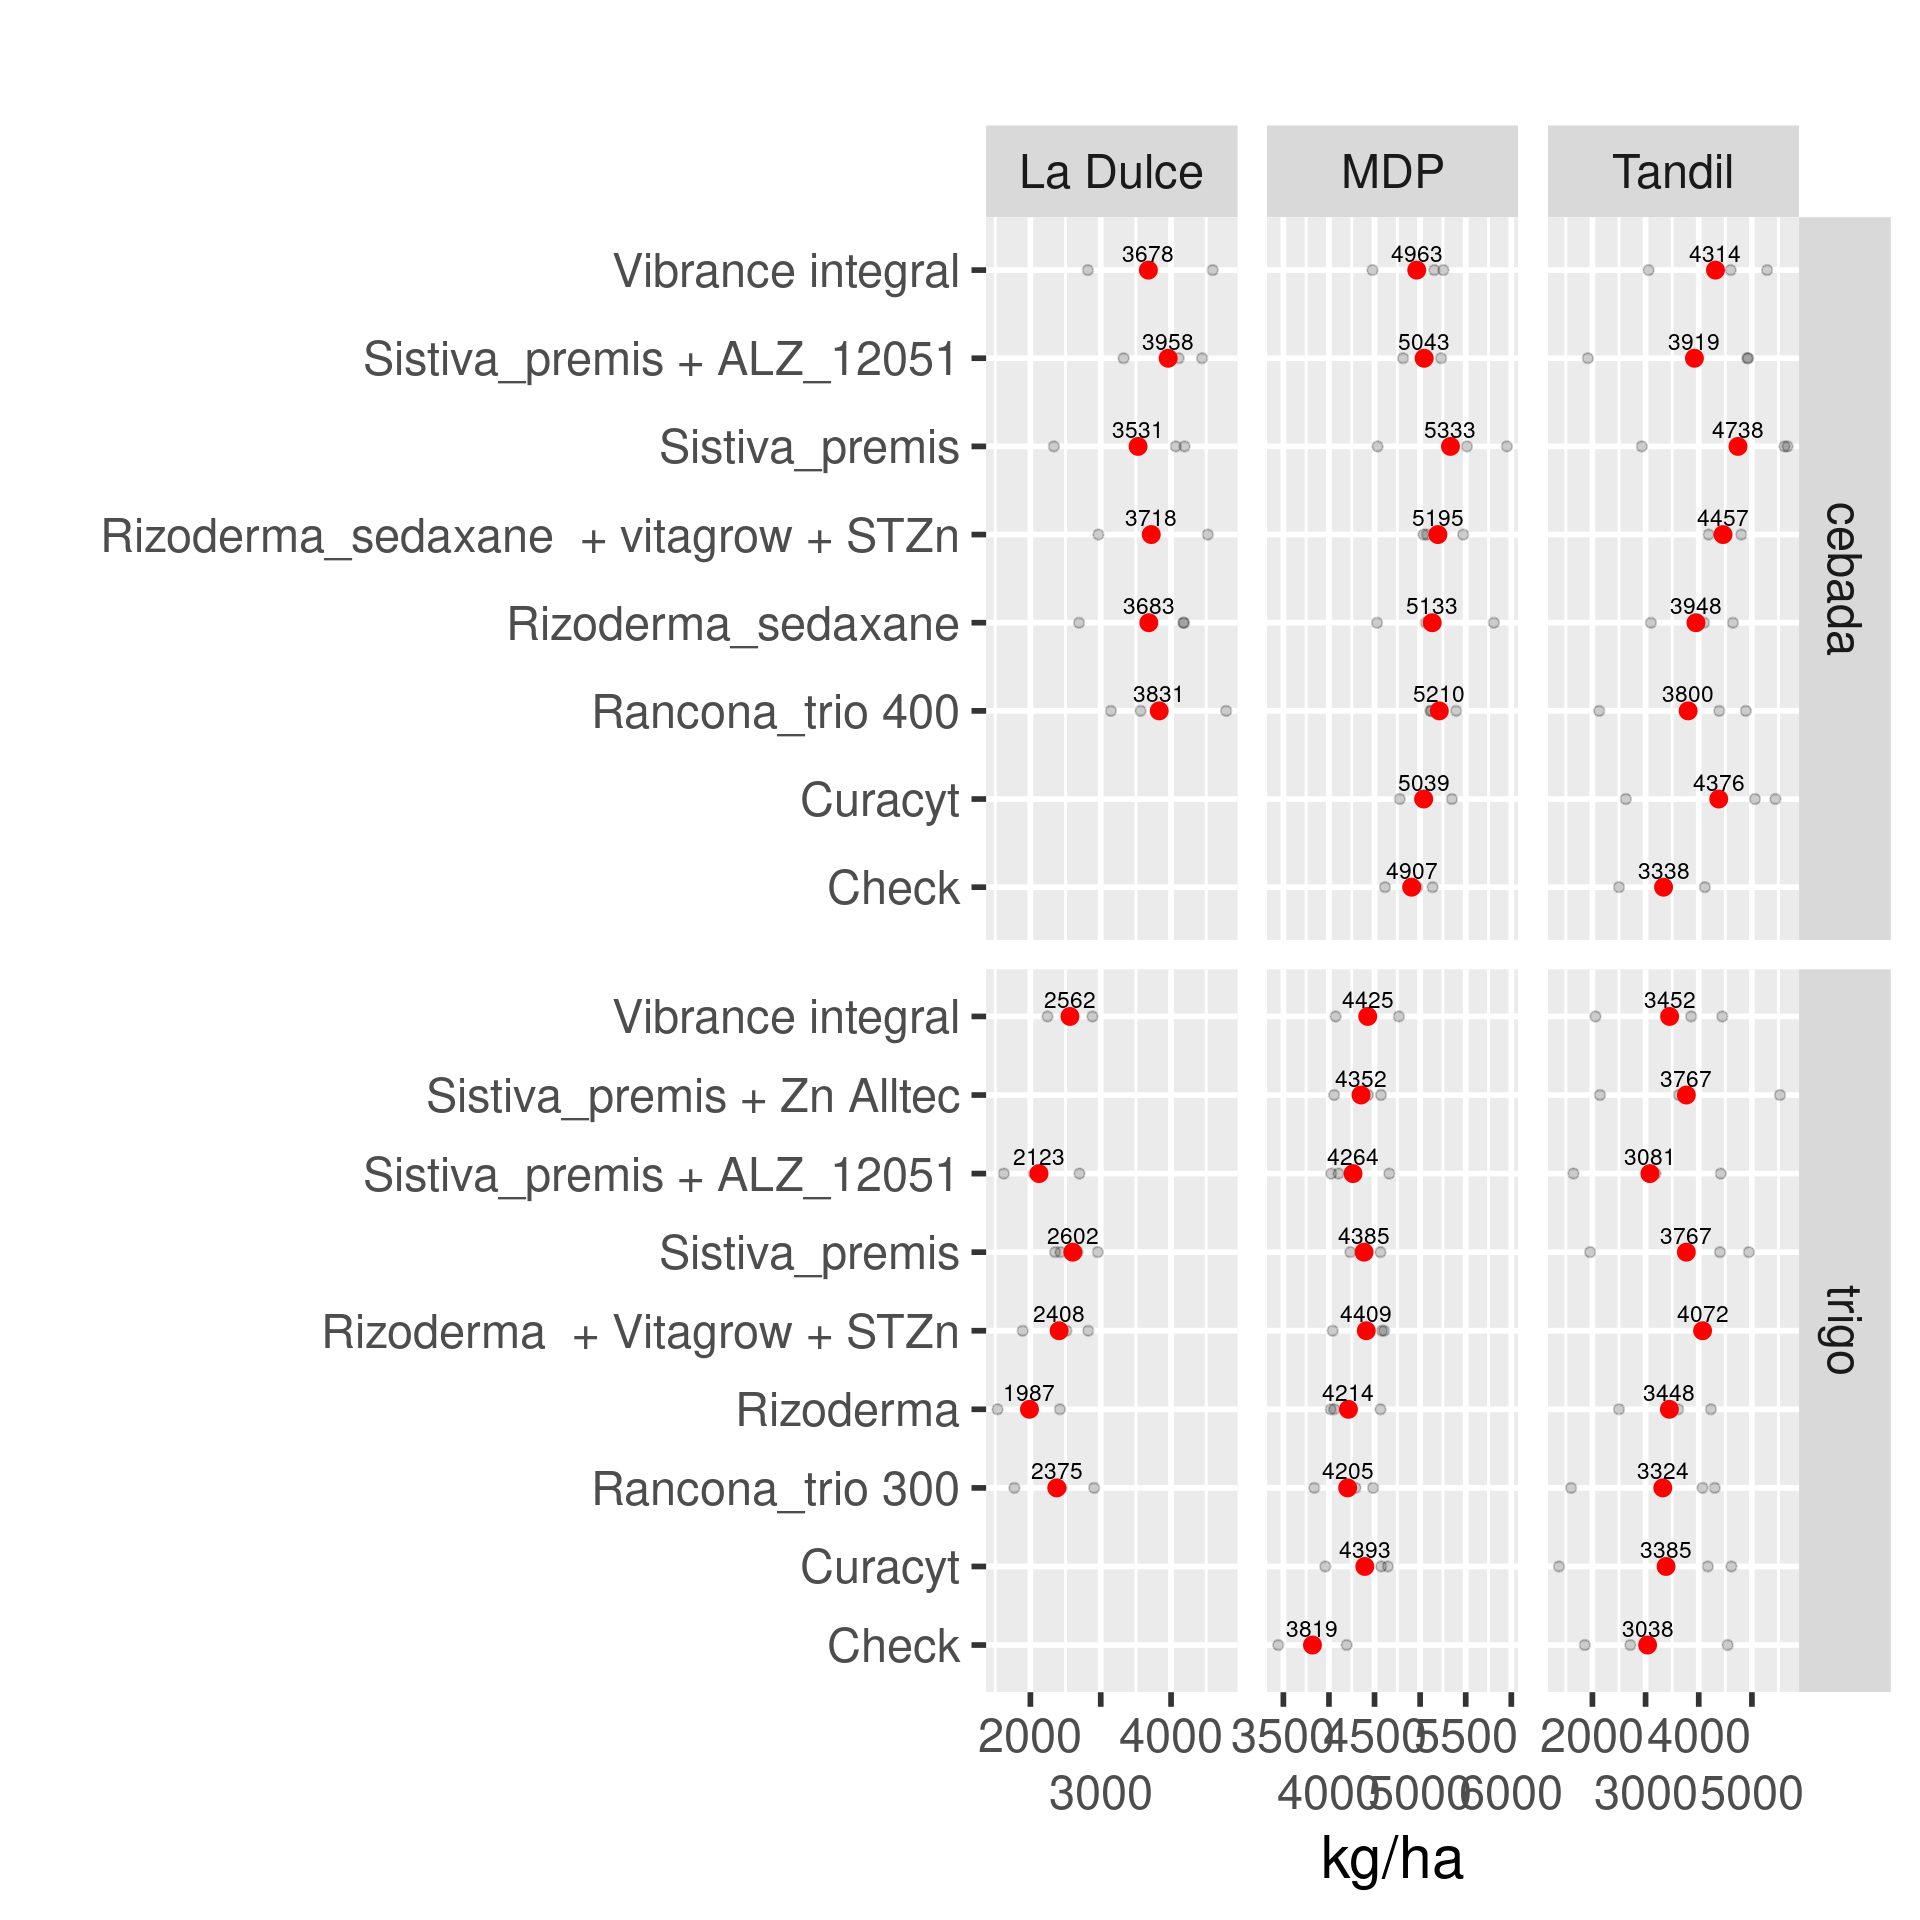 La Dulce MDP Tandil
Vibrance integral 3678 4963 4314
Sistiva_premis + ALZ_12051 3958 5043 3919
Sistiva_premis 3531 5333 4738
Rizoderma_sedaxane  + vitagrow + STZn 3718 5195 4457
Rizoderma_sedaxane 3683 5133 3948
Rancona_trio 400 3831 5210 3800
Curacyt 5039 4376
Check 4907 3338
cebada
Vibrance integral 2562 4425 3452
Sistiva_premis + Zn Alltec 4352 3767
Sistiva_premis + ALZ_12051 2123 4264 3081
Sistiva_premis 2602 4385 3767
Rizoderma  + Vitagrow + STZn 2408 4409 4072
Rizoderma 1987 4214 3448
Rancona_trio 300 2375 4205 3324
Curacyt 4393 3385
Check 3819 3038
trigo
2000 4000 3500 4500 5500 2000 4000
3000 4000 5000 6000 3000 5000
kg/ha